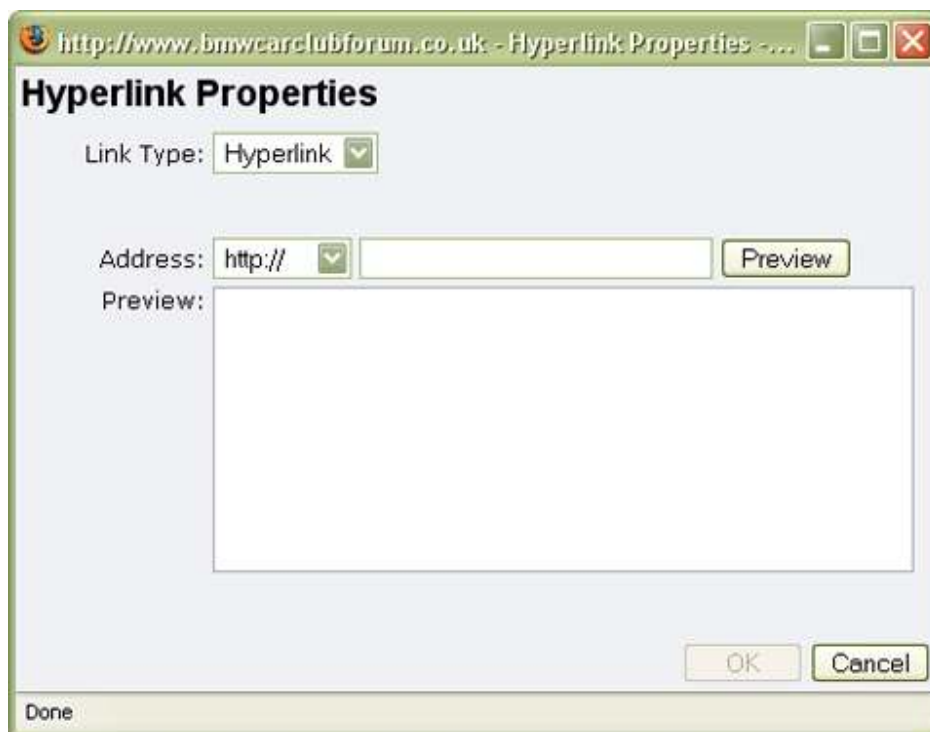 http://www.bmwcarclubforum.co.uk - Hyperlink Properties -...
Hyperlink Properties
Link Type: Hyperlink
Address: http:// Preview
Preview:
OK Cancel
Done